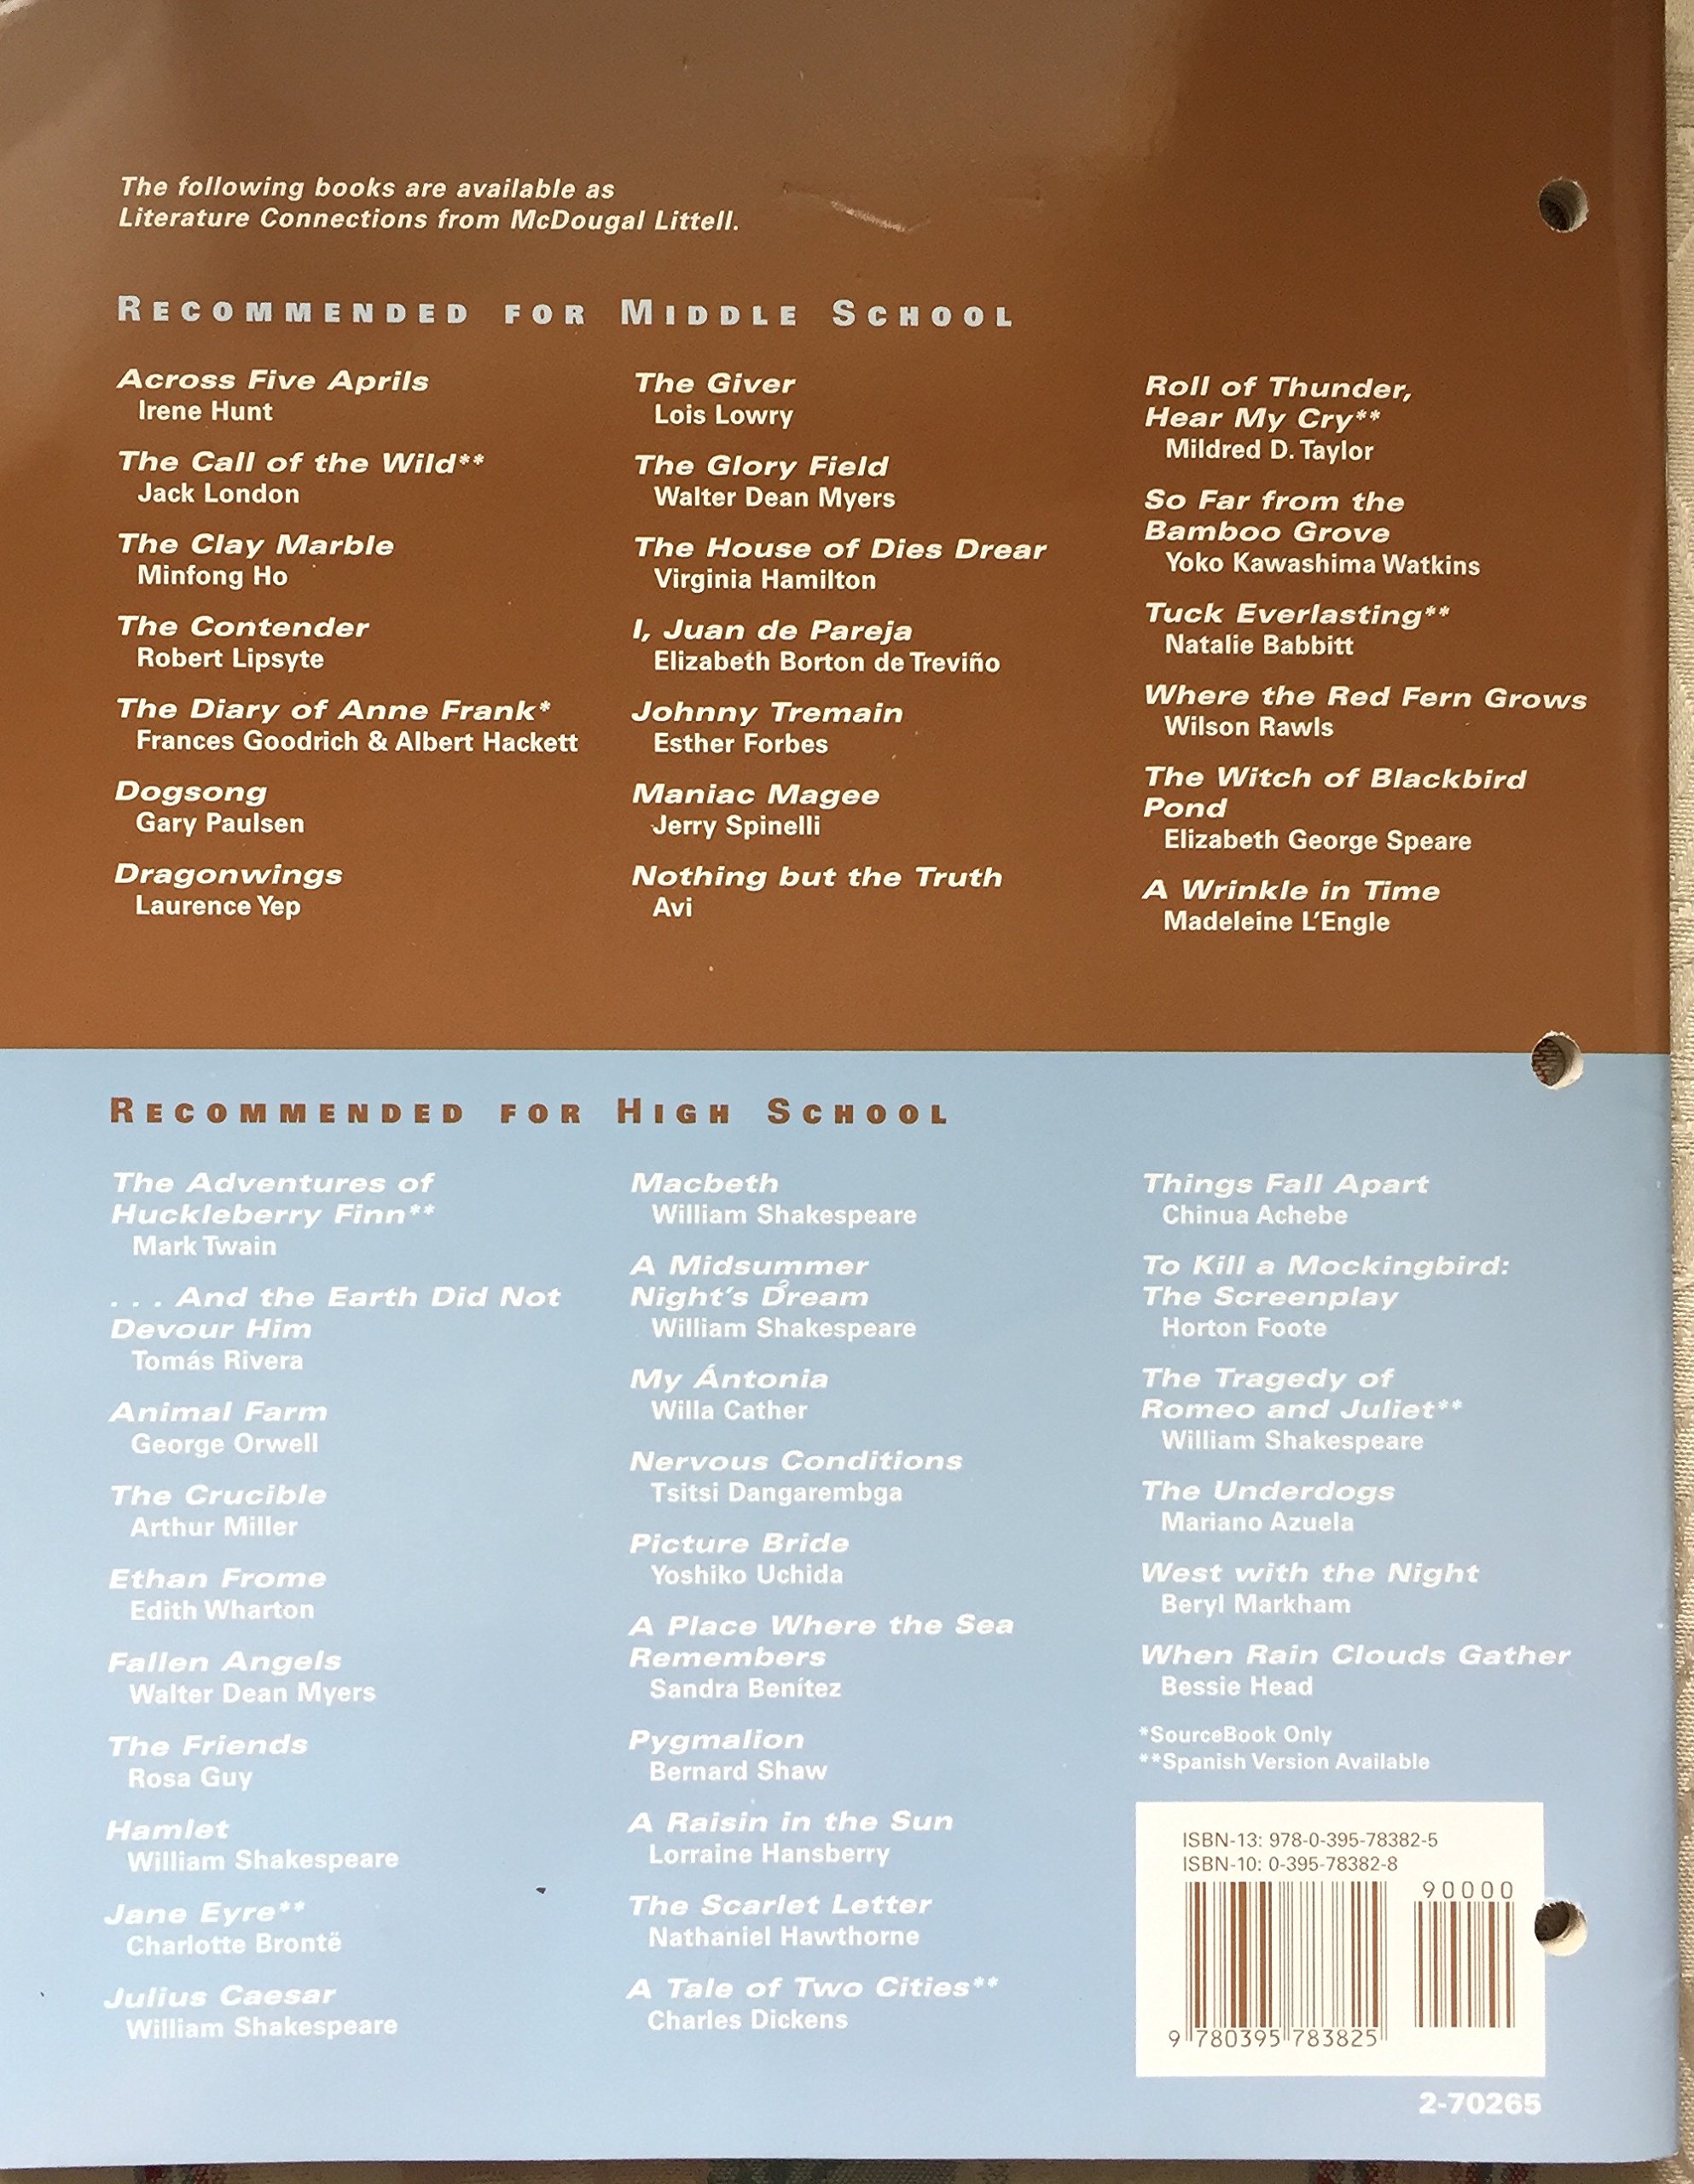 The following books are available as
Literature Connections from McDougal Littell.
RECOMMENDED FOR MIDDLE SCHOOL
Across Five Aprils
Irene Hunt
The Call of the Wild**
Jack London
The Clay Marble
Minfong Ho
The Contender
Robert Lipsyte
The Diary of Anne Frank*
Frances Goodrich & Albert Hackett
Dogsong
Gary Paulsen
Dragonwings
Laurence Yep
The Giver
Lois Lowry
The Glory Field
Walter Dean Myers
The House of Dies Drear
Virginia Hamilton
I, Juan de Pareja
Elizabeth Borton de Treviño
Johnny Tremain
Esther Forbes
Maniac Magee
Jerry Spinelli
Nothing but the Truth
Avi
Roll of Thunder,
Hear My Cry**
Mildred D. Taylor
So Far from the
Bamboo Grove
Yoko Kawashima Watkins
Tuck Everlasting**
Natalie Babbitt
Where the Red Fern Grows
Wilson Rawls
The Witch of Blackbird
Pond
Elizabeth George Speare
A Wrinkle in Time
Madeleine L'Engle
RECOMMENDED FOR HIGH SCHOOL
The Adventures of
Huckleberry Finn**
Mark Twain
. . . And the Earth Did Not
Devour Him
Tomás Rivera
Animal Farm
George Orwell
The Crucible
Arthur Miller
Ethan Frome
Edith Wharton
Fallen Angels
Walter Dean Myers
The Friends
Rosa Guy
Hamlet
William Shakespeare
Jane Eyre**
Charlotte Brontë
Julius Caesar
William Shakespeare
Macbeth
William Shakespeare
A Midsummer
Night's Dream
William Shakespeare
My Ántonia
Willa Cather
Nervous Conditions
Tsitsi Dangarembga
Picture Bride
Yoshiko Uchida
A Place Where the Sea
Remembers
Sandra Benítez
Pygmalion
Bernard Shaw
A Raisin in the Sun
Lorraine Hansberry
The Scarlet Letter
Nathaniel Hawthorne
A Tale of Two Cities**
Charles Dickens
Things Fall Apart
Chinua Achebe
To Kill a Mockingbird:
The Screenplay
Horton Foote
The Tragedy of
Romeo and Juliet**
William Shakespeare
The Underdogs
Mariano Azuela
West with the Night
Beryl Markham
When Rain Clouds Gather
Bessie Head
*SourceBook Only
**Spanish Version Available
ISBN-13: 978-0-395-78382-5
ISBN-10: 0-395-78382-8
90000
9 780395 783825
2-70265